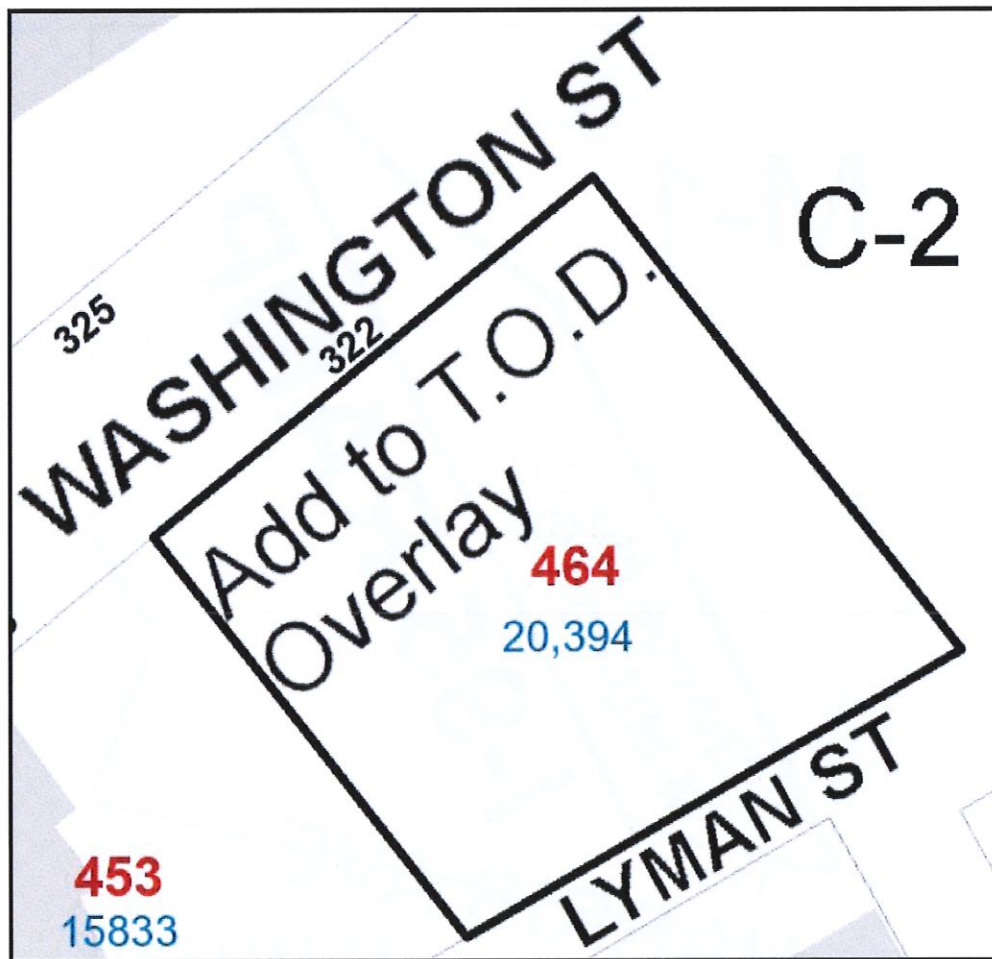 WASHINGTON ST
C-2
325
322
Add to T.O.D.
Overlay
464
20,394
LYMAN ST
453
15833